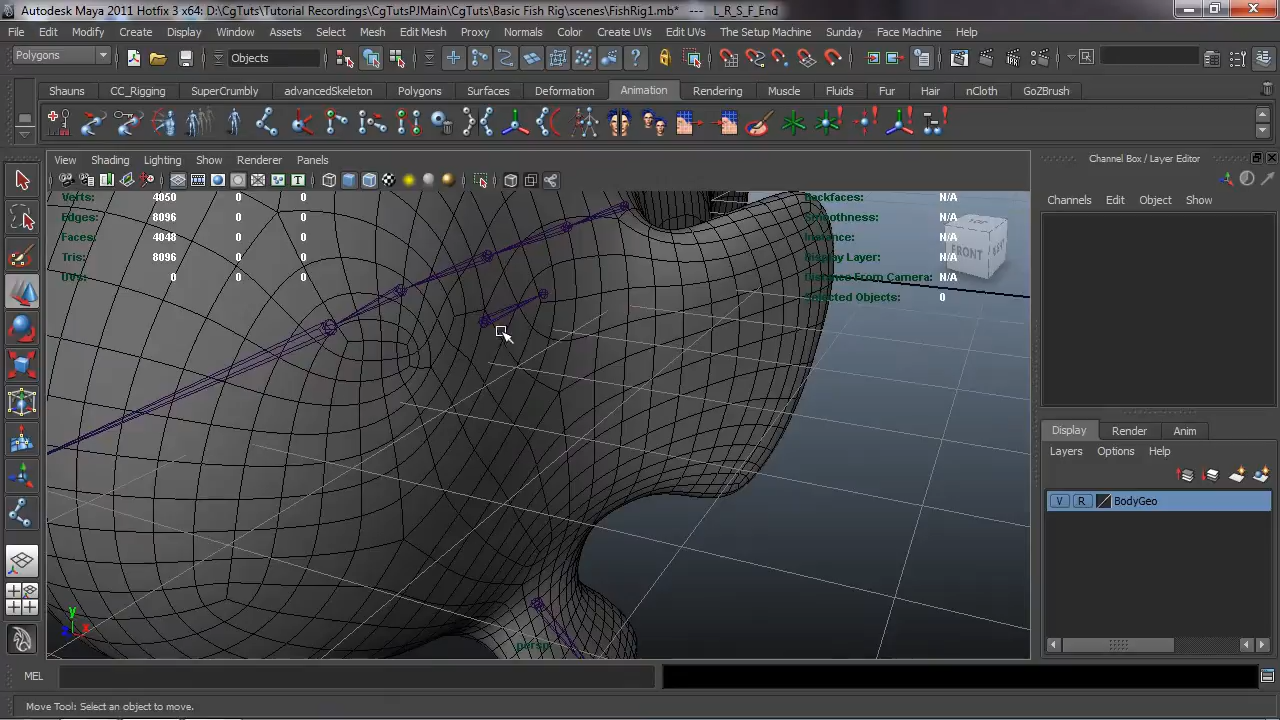 Autodesk Maya 2011 Hotfix 3 x64: D:\CgTuts\Tutorial Recordings\CgTutsPJMain\CgTuts\Basic Fish Rig\scenes\FishRig1.mb* --- L_R_S_F_End
File Edit Modify Create Display Window Assets Select Mesh Edit Mesh Proxy Normals Color Create UVs Edit UVs The Setup Machine Sunday Face Machine Help
Polygons Objects
Shauns CC_Rigging SuperCrumbly advancedSkeleton Polygons Surfaces Deformation Animation Rendering Muscle Fluids Fur Hair nCloth GoZBrush
View Shading Lighting Show Renderer Panels
Channel Box / Layer Editor
Verts: 4050 0 0
Edges: 8096 0 0
Faces: 4048 0 0
Tris: 8096 0 0
UVs: 0 0 0
Backfaces: N/A
Smoothness: N/A
Instance: N/A
Display Layer: N/A
Distance From Camera: N/A
Selected Objects: 0
FRONT
Channels Edit Object Show
Display Render Anim
Layers Options Help
V R BodyGeo
y
z x
persp
MEL
Move Tool: Select an object to move.